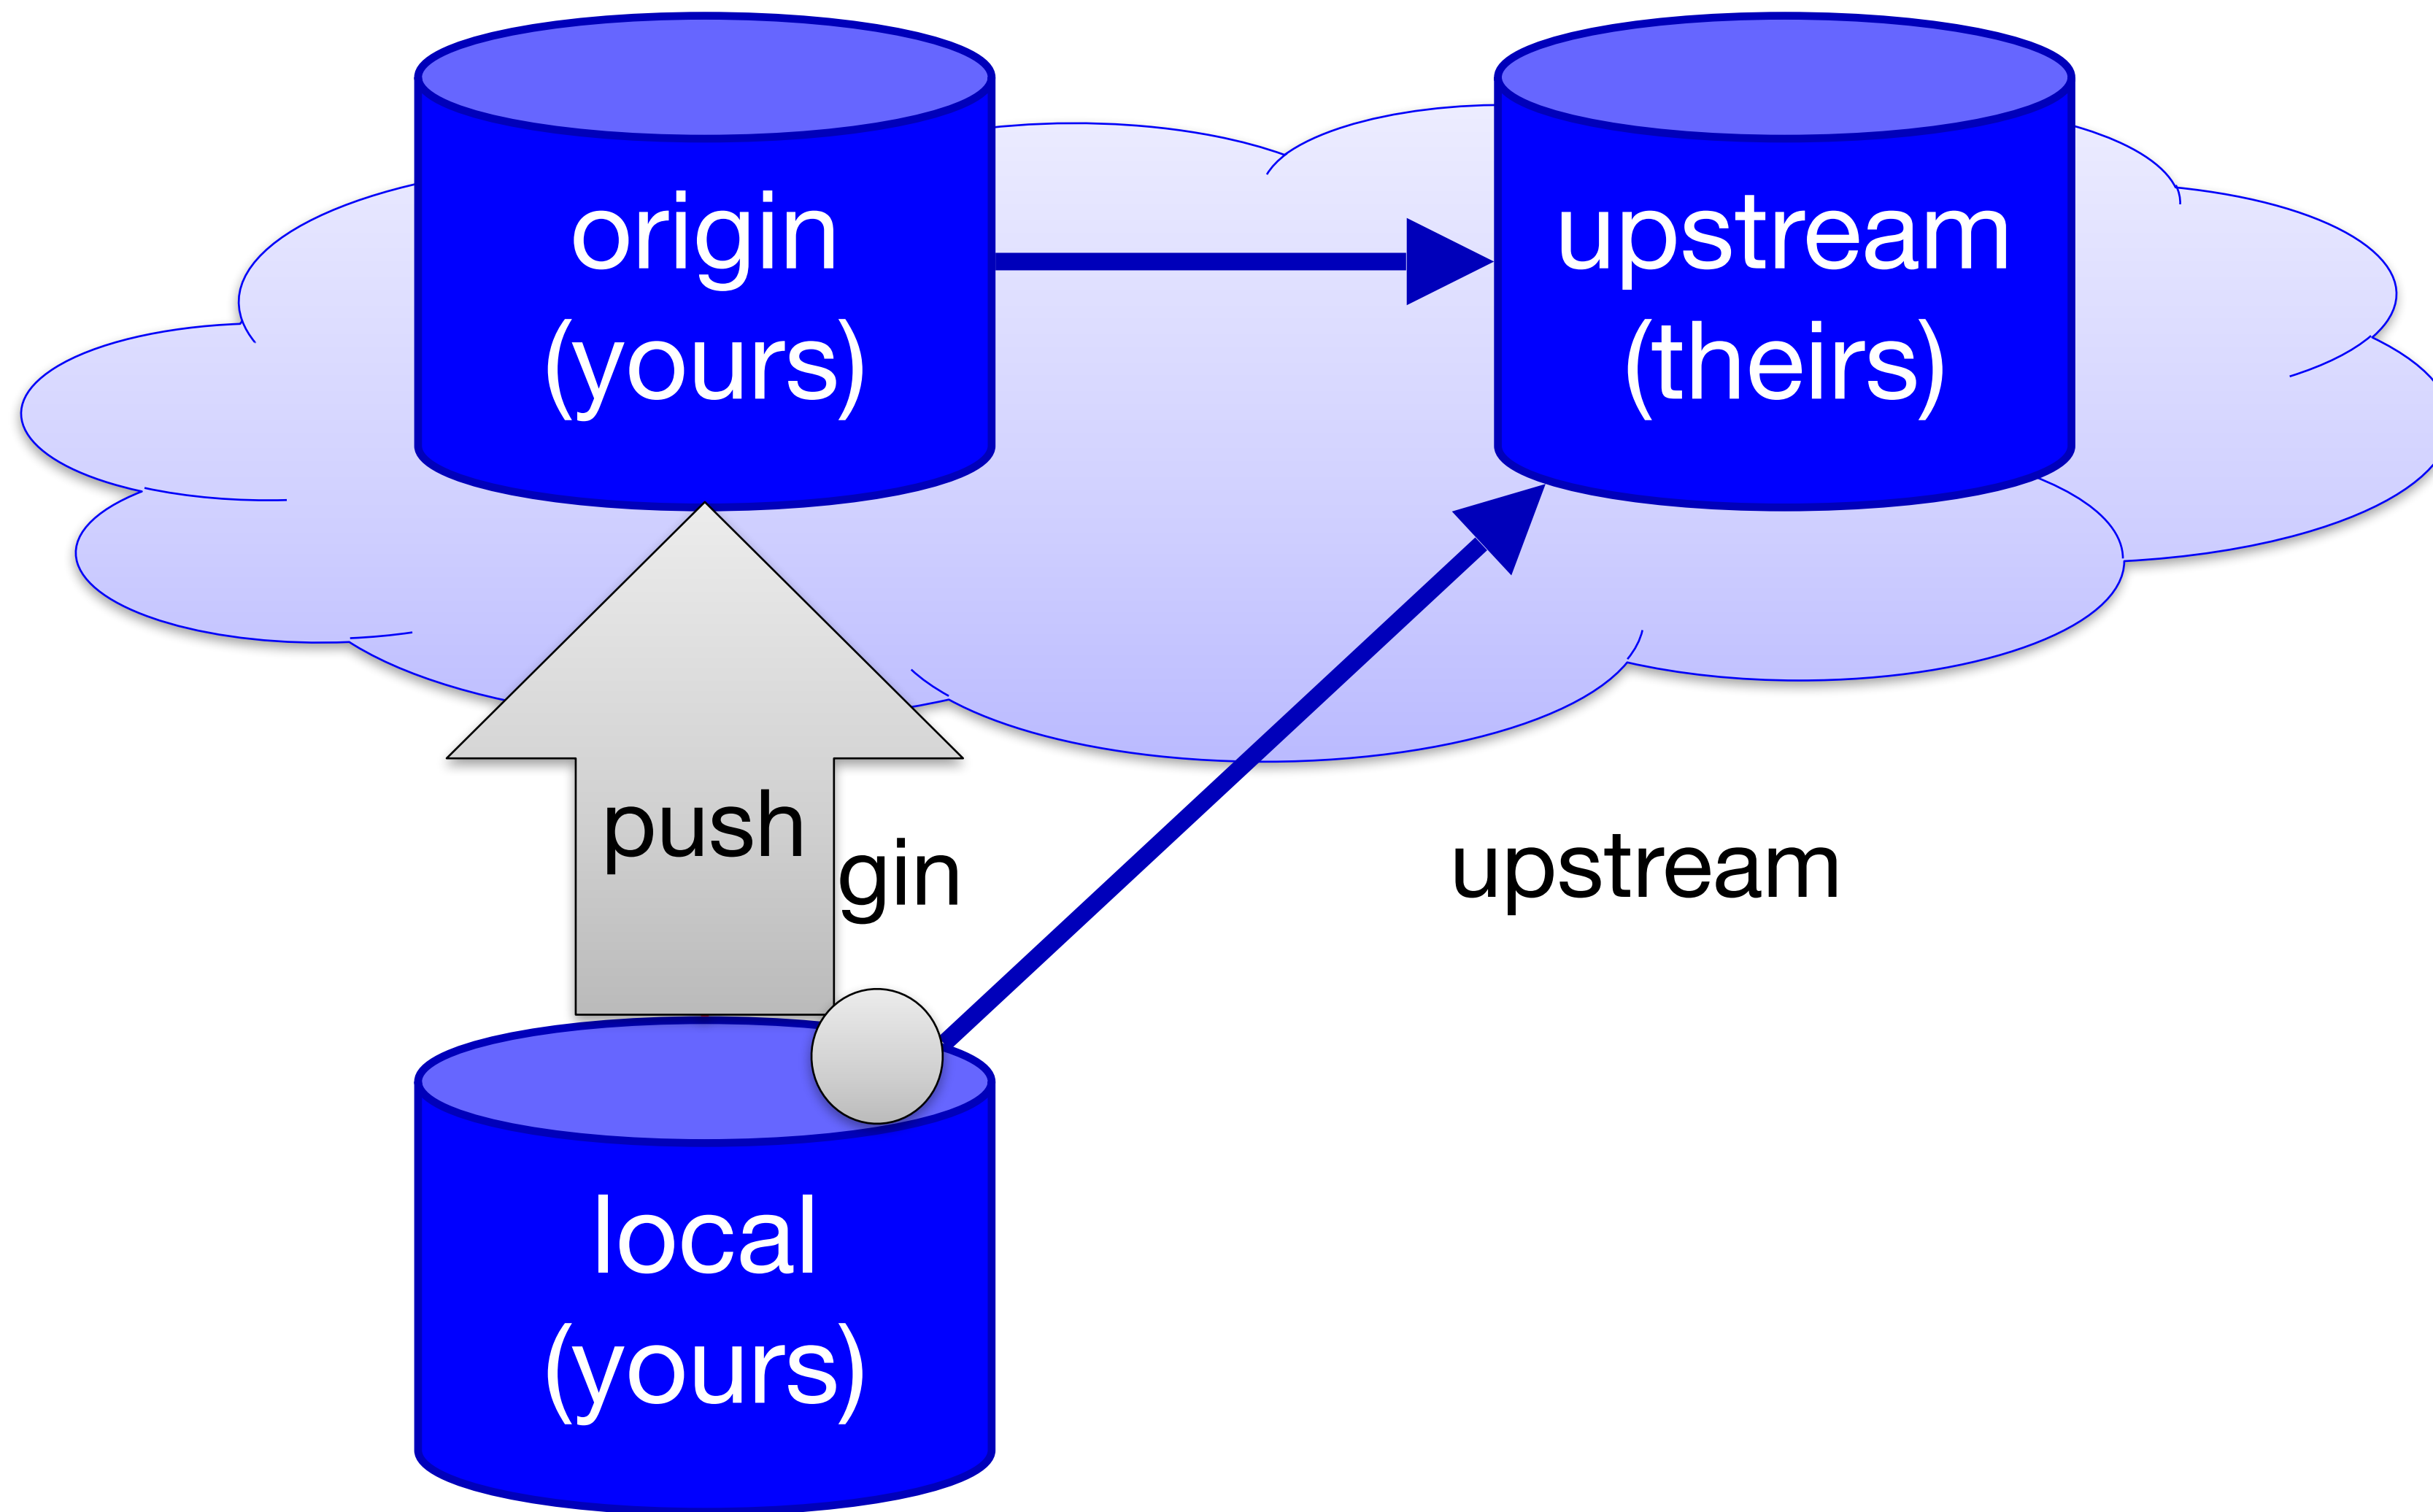 origin
(yours)
upstream
(theirs)
push
gin
upstream
local
(yours)